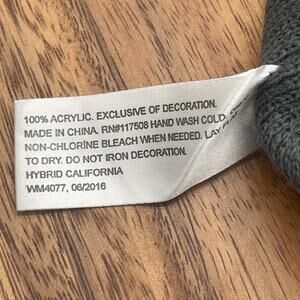 100% ACRYLIC. EXCLUSIVE OF DECORATION.
MADE IN CHINA. RN#117508 HAND WASH COLD.
NON-CHLORINE BLEACH WHEN NEEDED. LAY FLAT
TO DRY. DO NOT IRON DECORATION.
HYBRID CALIFORNIA
WM4077, 06/2016